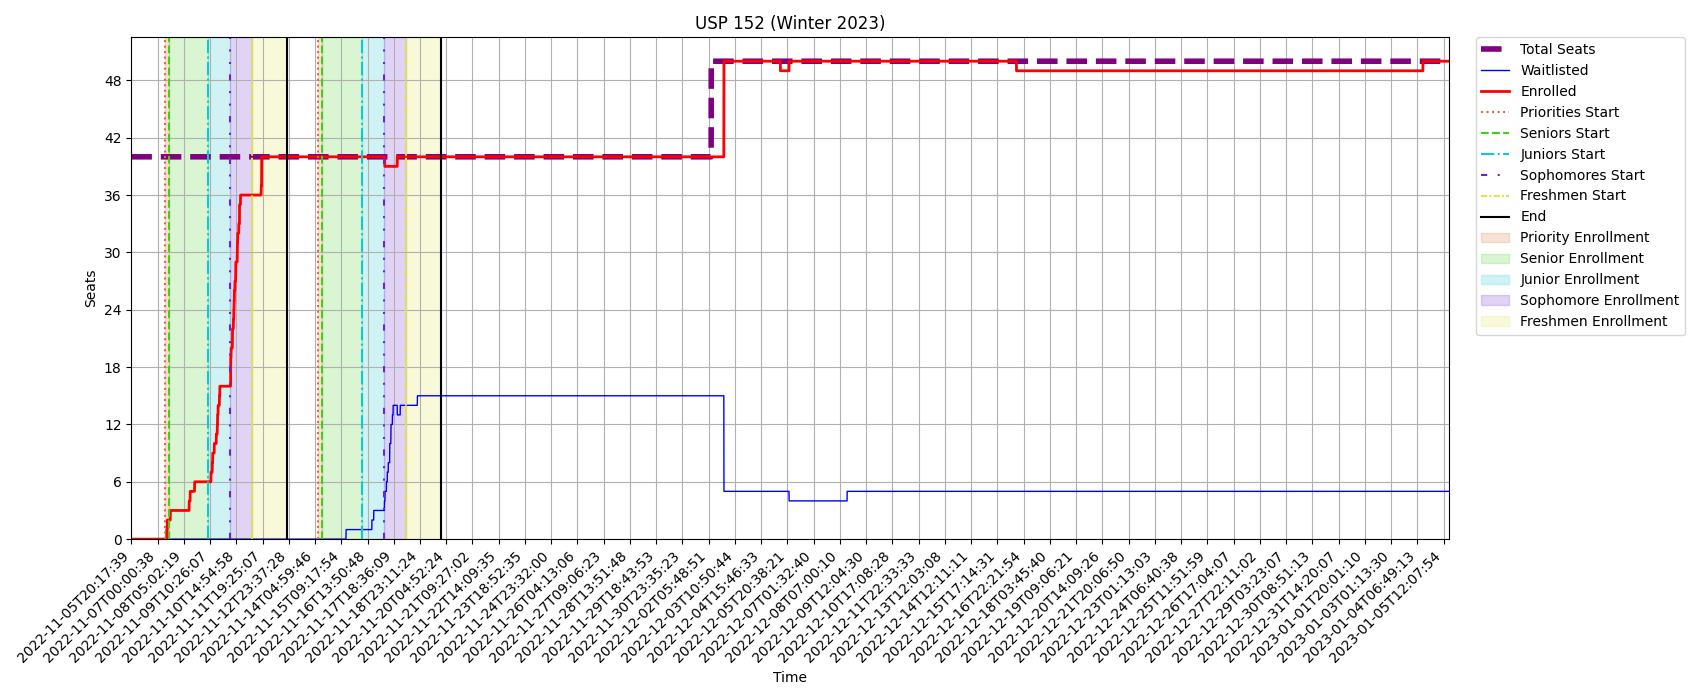 USP 152 (Winter 2023)
Seats
48
42
36
30
24
18
12
6
0
2022-11-05T20:17:39
2022-11-07T00:00:38
2022-11-08T05:02:19
2022-11-09T10:26:07
2022-11-10T14:54:58
2022-11-11T19:25:07
2022-11-12T23:37:28
2022-11-14T04:59:46
2022-11-15T09:17:54
2022-11-16T13:50:48
2022-11-17T18:36:09
2022-11-18T23:11:24
2022-11-20T04:52:24
2022-11-21T09:27:02
2022-11-22T14:09:35
2022-11-23T18:52:35
2022-11-24T23:32:00
2022-11-26T04:13:06
2022-11-27T09:06:23
2022-11-28T13:51:48
2022-11-29T18:43:53
2022-11-30T23:35:23
2022-12-02T05:48:51
2022-12-03T10:50:44
2022-12-04T15:46:33
2022-12-05T20:38:21
2022-12-07T01:32:40
2022-12-08T07:00:10
2022-12-09T12:04:30
2022-12-10T17:08:28
2022-12-11T22:33:33
2022-12-13T12:03:08
2022-12-14T12:11:11
2022-12-15T17:14:31
2022-12-16T22:21:54
2022-12-18T03:45:40
2022-12-19T09:06:21
2022-12-20T14:09:26
2022-12-21T20:06:50
2022-12-23T01:13:03
2022-12-24T06:40:38
2022-12-25T11:51:59
2022-12-26T17:04:07
2022-12-27T22:11:02
2022-12-29T03:23:07
2022-12-30T08:51:13
2022-12-31T14:20:07
2023-01-01T20:01:10
2023-01-03T01:13:30
2023-01-04T06:49:13
2023-01-05T12:07:54
Time
Total Seats
Waitlisted
Enrolled
Priorities Start
Seniors Start
Juniors Start
Sophomores Start
Freshmen Start
End
Priority Enrollment
Senior Enrollment
Junior Enrollment
Sophomore Enrollment
Freshmen Enrollment